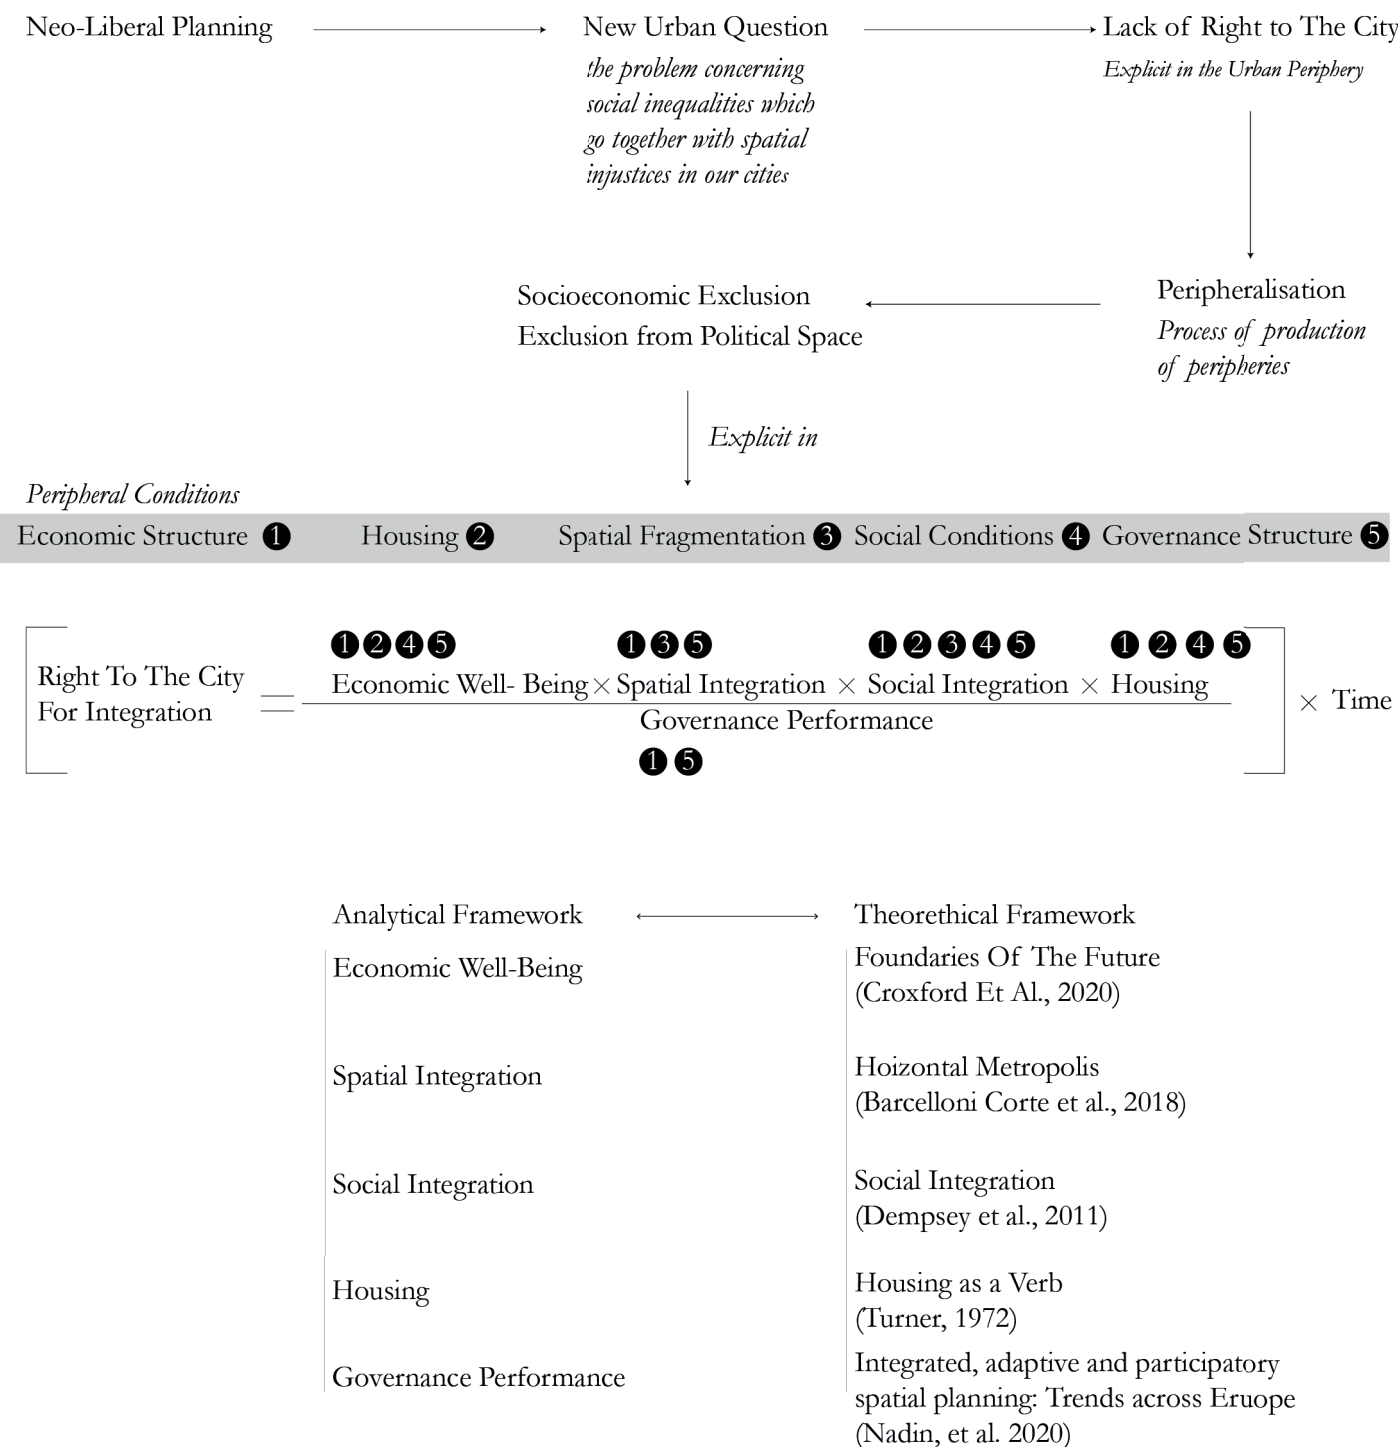 Neo-Liberal Planning
New Urban Question
the problem concerning
social inequalities which
go together with spatial
injustices in our cities
Lack of Right to The City
Explicit in the Urban Periphery
Peripheralisation
Process of production
of peripheries
Socioeconomic Exclusion
Exclusion from Political Space
Explicit in
Peripheral Conditions
Economic Structure 1 Housing 2 Spatial Fragmentation 3 Social Conditions 4 Governance Structure 5
1 2 4 5 1 3 5 1 2 3 4 5 1 2 4 5
Right To The City
For Integration
=
Economic Well- Being × Spatial Integration × Social Integration × Housing
Governance Performance
1 5
× Time
Analytical Framework
Economic Well-Being
Spatial Integration
Social Integration
Housing
Governance Performance
Theorethical Framework
Foundaries Of The Future
(Croxford Et Al., 2020)
Hoizontal Metropolis
(Barcelloni Corte et al., 2018)
Social Integration
(Dempsey et al., 2011)
Housing as a Verb
(Turner, 1972)
Integrated, adaptive and participatory
spatial planning: Trends across Eruope
(Nadin, et al. 2020)